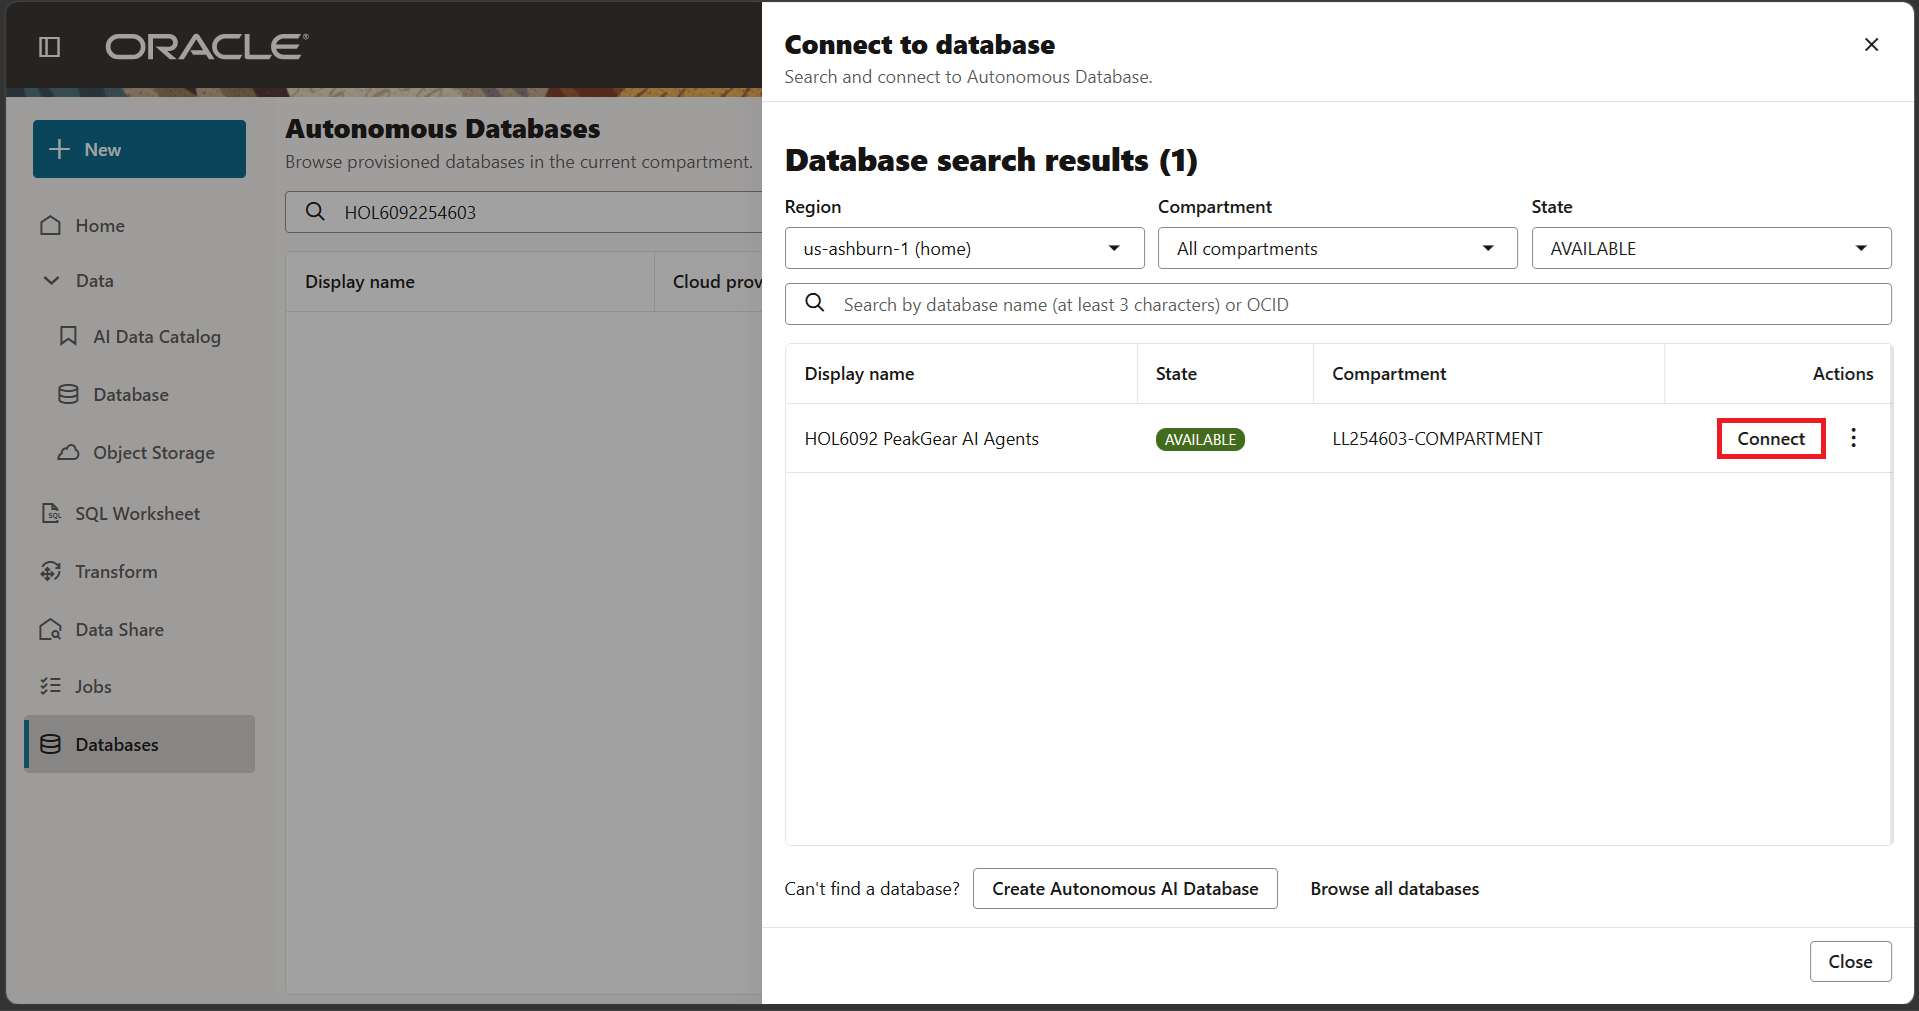 ORACLE®
New
Home
Data
AI Data Catalog
Database
Object Storage
SQL Worksheet
Transform
Data Share
Jobs
Databases
Autonomous Databases
Browse provisioned databases in the current compartment.
HOL6092254603
Display name Cloud prov
Connect to database
Search and connect to Autonomous Database.
Database search results (1)
Region Compartment State
us-ashburn-1 (home) All compartments AVAILABLE
Search by database name (at least 3 characters) or OCID
Display name State Compartment Actions
HOL6092 PeakGear AI Agents AVAILABLE LL254603-COMPARTMENT Connect
Can't find a database? Create Autonomous AI Database Browse all databases
Close